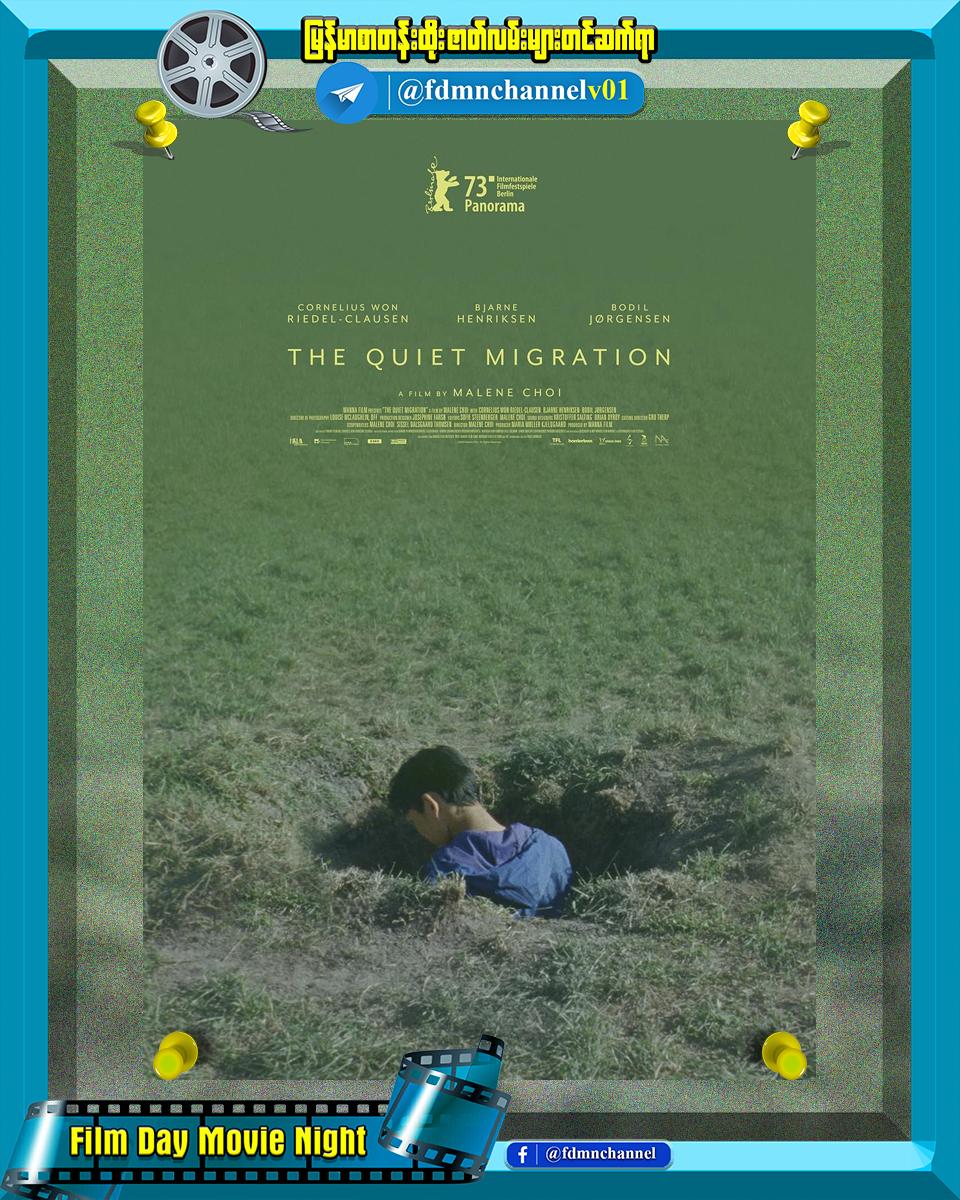 မြန်မာစာတန်းထိုးဇာတ်လမ်းများတင်ဆက်ရာ
@fdmnchannelv01
Berlinale
73 Internationale
Filmfestspiele
Berlin
Panorama
CORNELIUS WON
RIEDEL-CLAUSEN
BJARNE
HENRIKSEN
BODIL
JØRGENSEN
THE QUIET MIGRATION
A FILM BY MALENE CHOI
Film Day Movie Night
@fdmnchannel